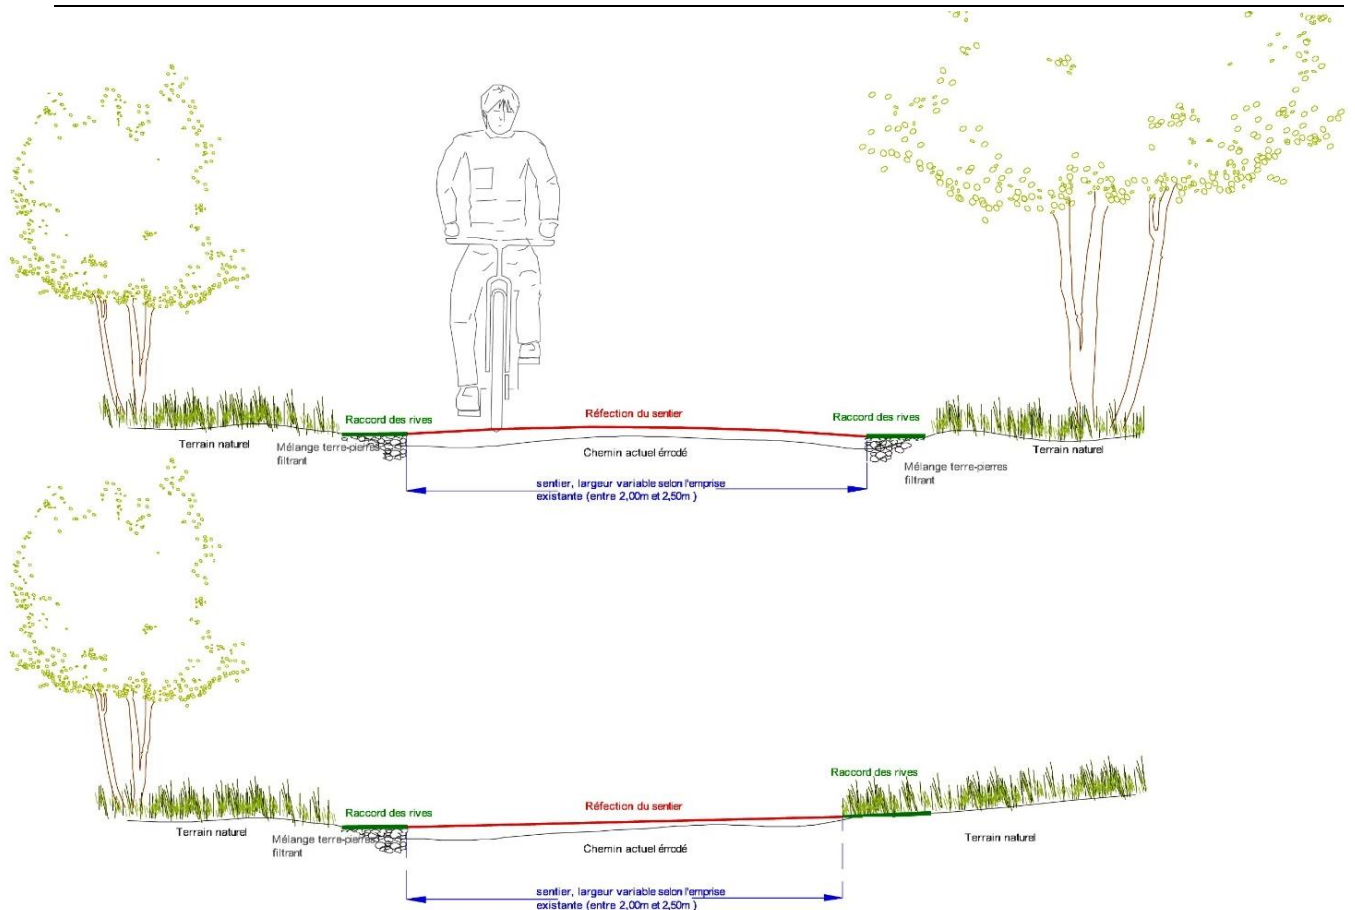 Raccord des rives
Réfection du sentier
Raccord des rives
Terrain naturel
Mélange terre-pierres
filtrant
Chemin actuel érrodé
Terrain naturel
Mélange terre-pierres
filtrant
sentier, largeur variable selon l'emprise
existante (entre 2,00m et 2,50m )
Raccord des rives
Raccord des rives
Réfection du sentier
Terrain naturel
Mélange terre-pierres
filtrant
Chemin actuel érrodé
Terrain naturel
sentier, largeur variable selon l'emprise
existante (entre 2,00m et 2,50m )